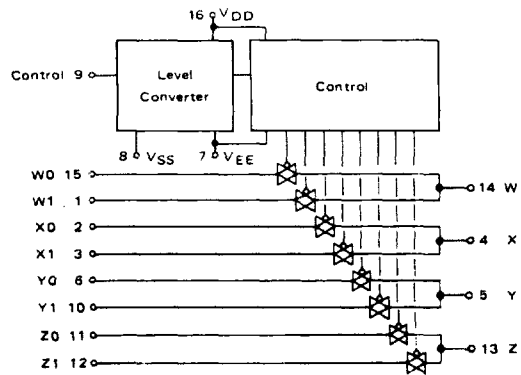 16 VDD
Control 9
Level
Converter
Control
8 VSS
7 VEE
W0 15
W1 1
14 W
X0 2
X1 3
4 X
Y0 6
Y1 10
5 Y
Z0 11
Z1 12
13 Z